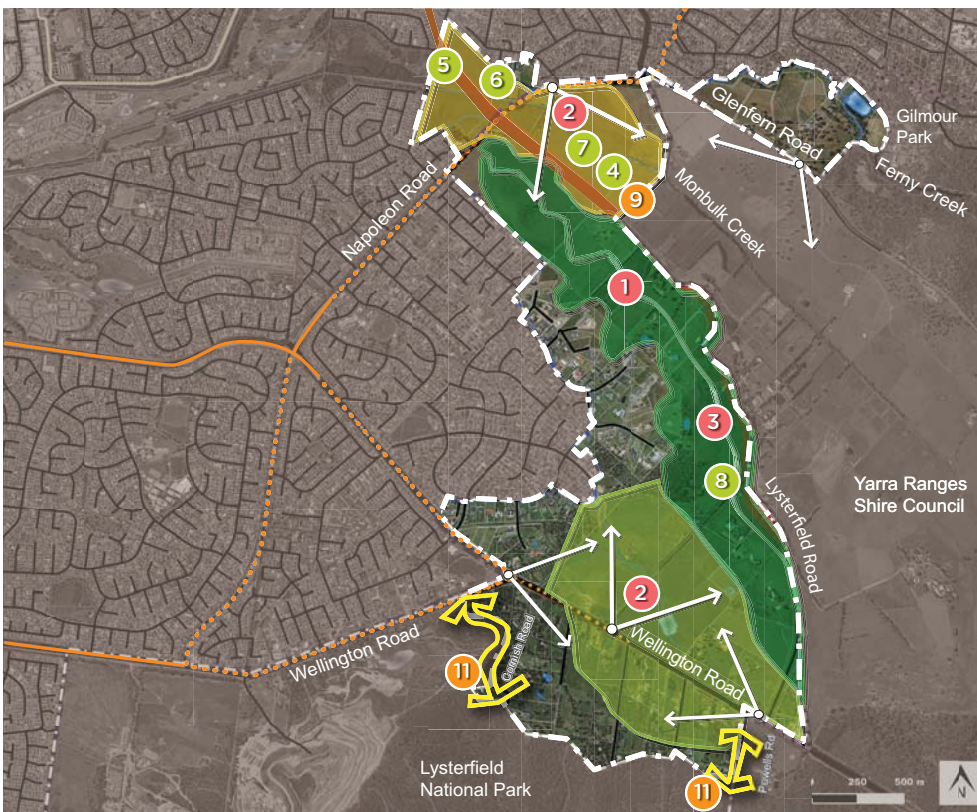 5
6
2
7
4
9
Glenfern Road
Gilmour
Park
Ferny Creek
Monbulk Creek
Napoleon Road
1
3
8
Yarra Ranges
Shire Council
Lysterfield Road
2
Wellington Road
Wellington Road
Cornish Road
11
Powells Rd
11
Lysterfield
National Park
250
500 m
N